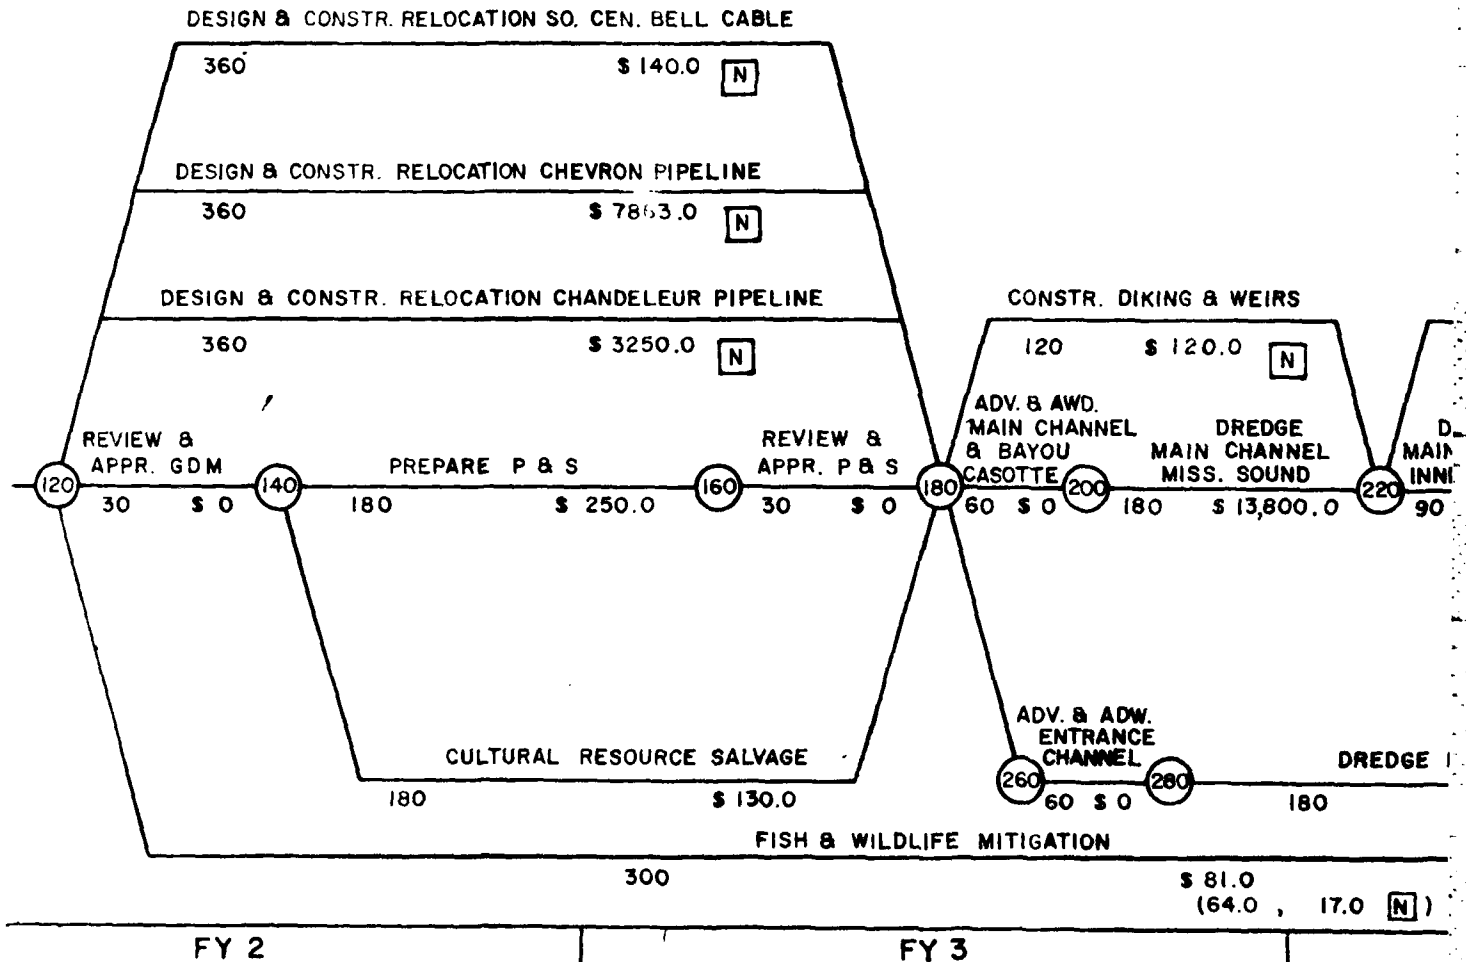 DESIGN & CONSTR. RELOCATION SO. CEN. BELL CABLE
360 $ 140.0 N
DESIGN & CONSTR. RELOCATION CHEVRON PIPELINE
360 $ 7863.0 N
DESIGN & CONSTR. RELOCATION CHANDELEUR PIPELINE
360 $ 3250.0 N
CONSTR. DIKING & WEIRS
120 $ 120.0 N
REVIEW &
APPR. GDM
30 $ 0
PREPARE P & S
180 $ 250.0
REVIEW &
APPR. P & S
30 $ 0
ADV. & AWD.
MAIN CHANNEL
& BAYOU
CASOTTE
60 $ 0
DREDGE
MAIN CHANNEL
MISS. SOUND
180 $ 13,800.0
D
MAIN
INNI
90
120 140 160 180 200 220
CULTURAL RESOURCE SALVAGE
180 $ 130.0
ADV. & ADW.
ENTRANCE
CHANNEL
260 280
60 $ 0
DREDGE
180
FISH & WILDLIFE MITIGATION
300 $ 81.0
(64.0 , 17.0 N )
FY 2 FY 3